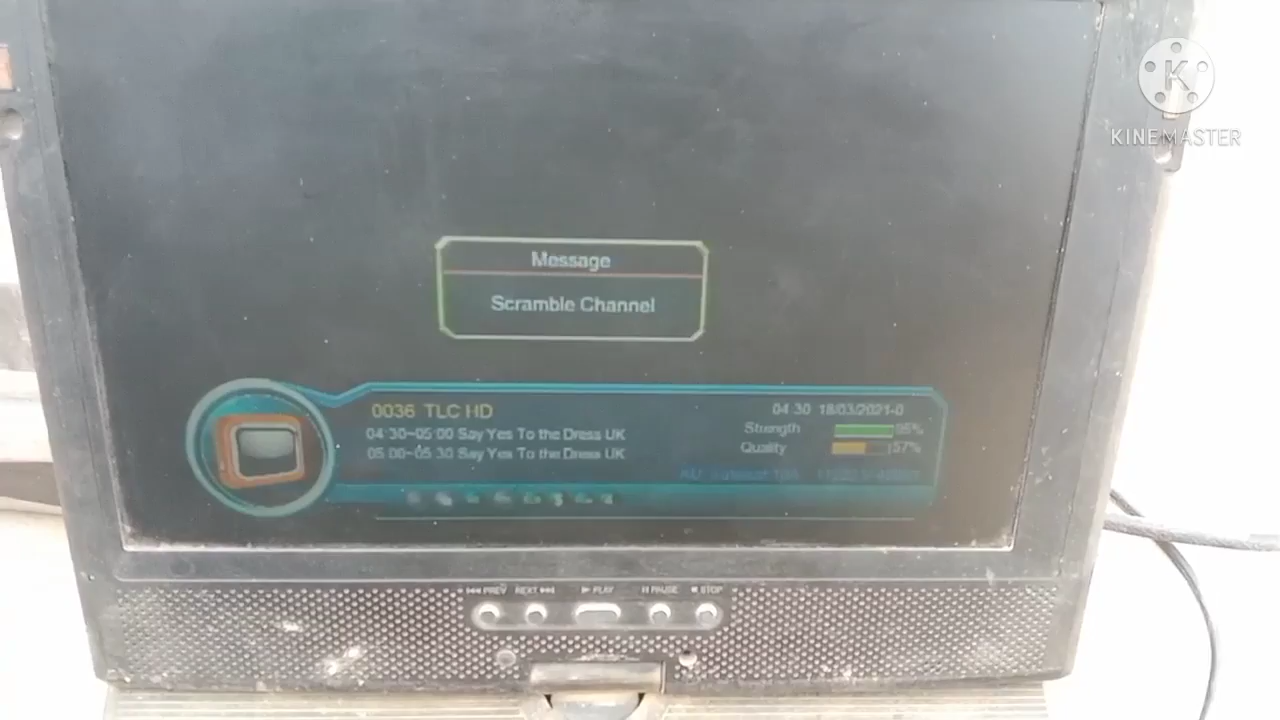 K
KINEMASTER
Message
Scramble Channel
0036 TLC HD
04:30 18/03/2021-0
04:30~05:00 Say Yes To the Dress UK
Strength 95%
05:00~05:30 Say Yes To the Dress UK
Quality 57%
PREV NEXT PLAY PAUSE STOP